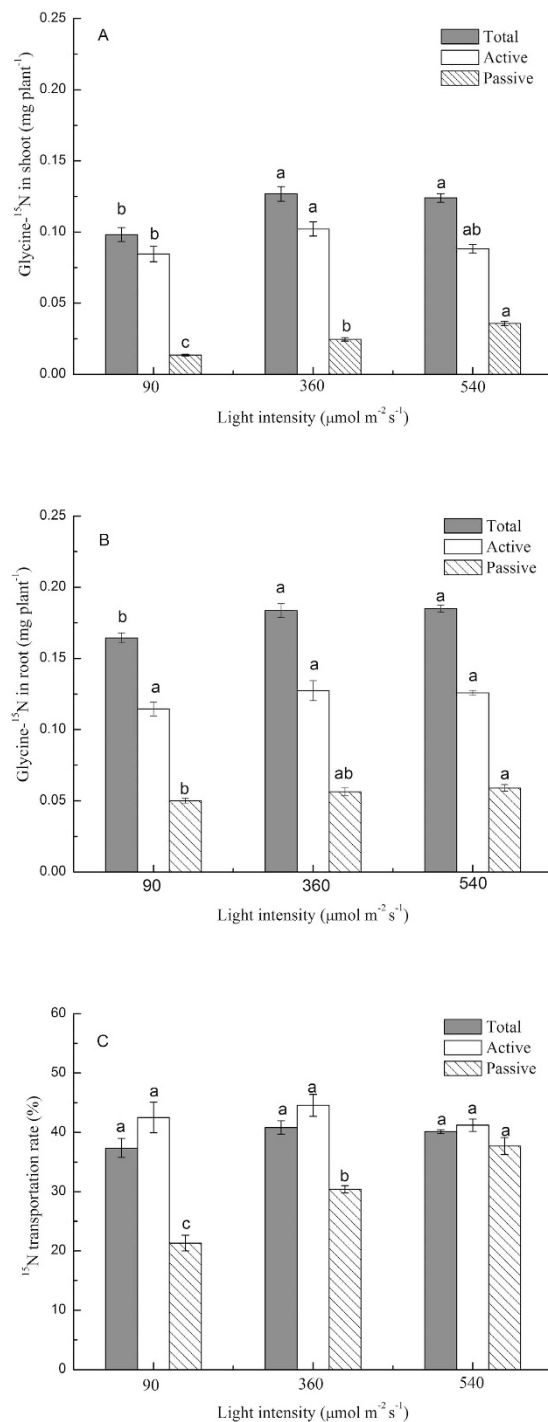 A
Total
Active
Passive
Glycine-¹⁵N in shoot (mg plant⁻¹)
0.25
0.20
0.15
0.10
0.05
0.00
b
b
c
a
a
b
a
ab
a
90
360
540
Light intensity (μmol m⁻² s⁻¹)
B
Total
Active
Passive
Glycine-¹⁵N in root (mg plant⁻¹)
0.25
0.20
0.15
0.10
0.05
0.00
b
a
b
a
a
ab
a
a
a
90
360
540
Light intensity (μmol m⁻² s⁻¹)
C
Total
Active
Passive
¹⁵N transportation rate (%)
60
50
40
30
20
10
0
a
a
c
a
a
b
a
a
a
90
360
540
Light intensity (μmol m⁻² s⁻¹)